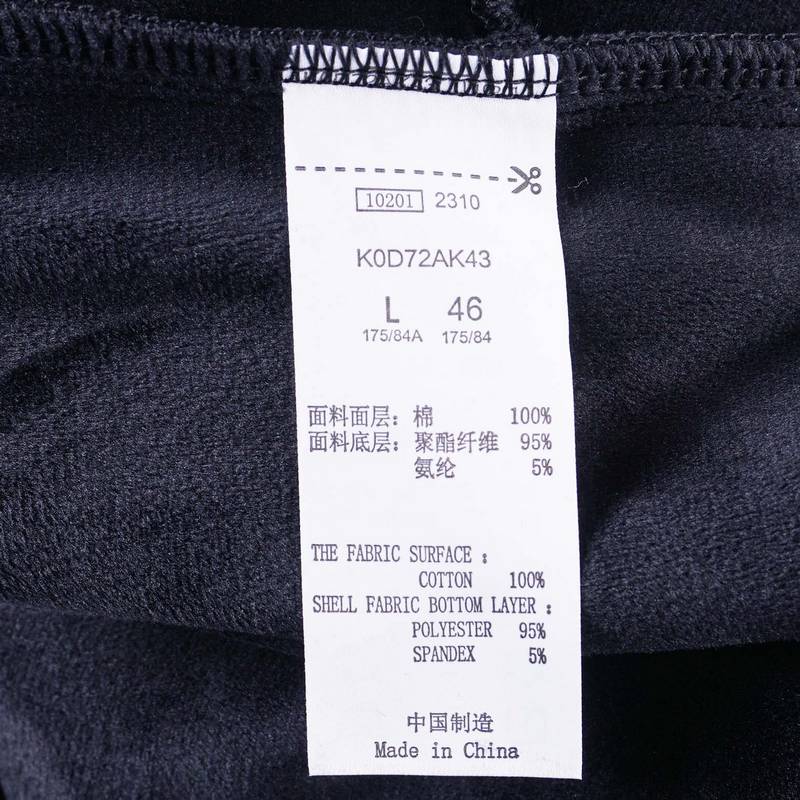 10201 2310
K0D72AK43
L 46
175/84A 175/84
面料面层：棉 100%
面料底层：聚酯纤维 95%
氨纶 5%
THE FABRIC SURFACE :
COTTON 100%
SHELL FABRIC BOTTOM LAYER :
POLYESTER 95%
SPANDEX 5%
中国制造
Made in China